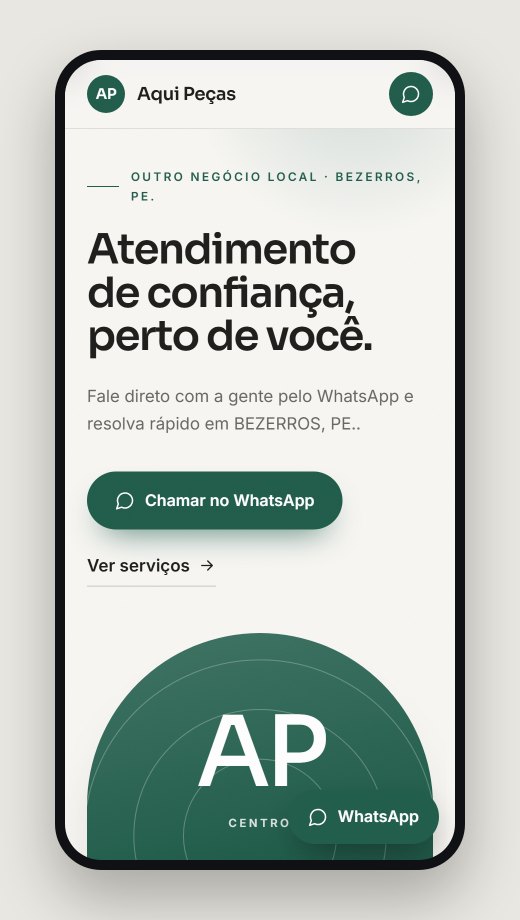 AP Aqui Peças
OUTRO NEGÓCIO LOCAL · BEZERROS,
PE.
Atendimento
de confiança,
perto de você.
Fale direto com a gente pelo WhatsApp e
resolva rápido em BEZERROS, PE..
Chamar no WhatsApp
Ver serviços →
AP
CENTRO
WhatsApp